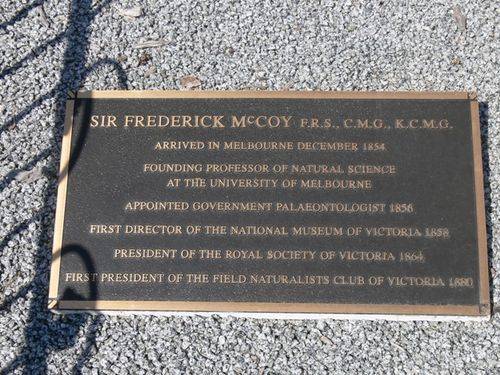 SIR FREDERICK McCOY F.R.S., C.M.G., K.C.M.G.
ARRIVED IN MELBOURNE DECEMBER 1854
FOUNDING PROFESSOR OF NATURAL SCIENCE
AT THE UNIVERSITY OF MELBOURNE
APPOINTED GOVERNMENT PALAEONTOLOGIST 1856
FIRST DIRECTOR OF THE NATIONAL MUSEUM OF VICTORIA 1858
PRESIDENT OF THE ROYAL SOCIETY OF VICTORIA 1864
FIRST PRESIDENT OF THE FIELD NATURALISTS CLUB OF VICTORIA 1880